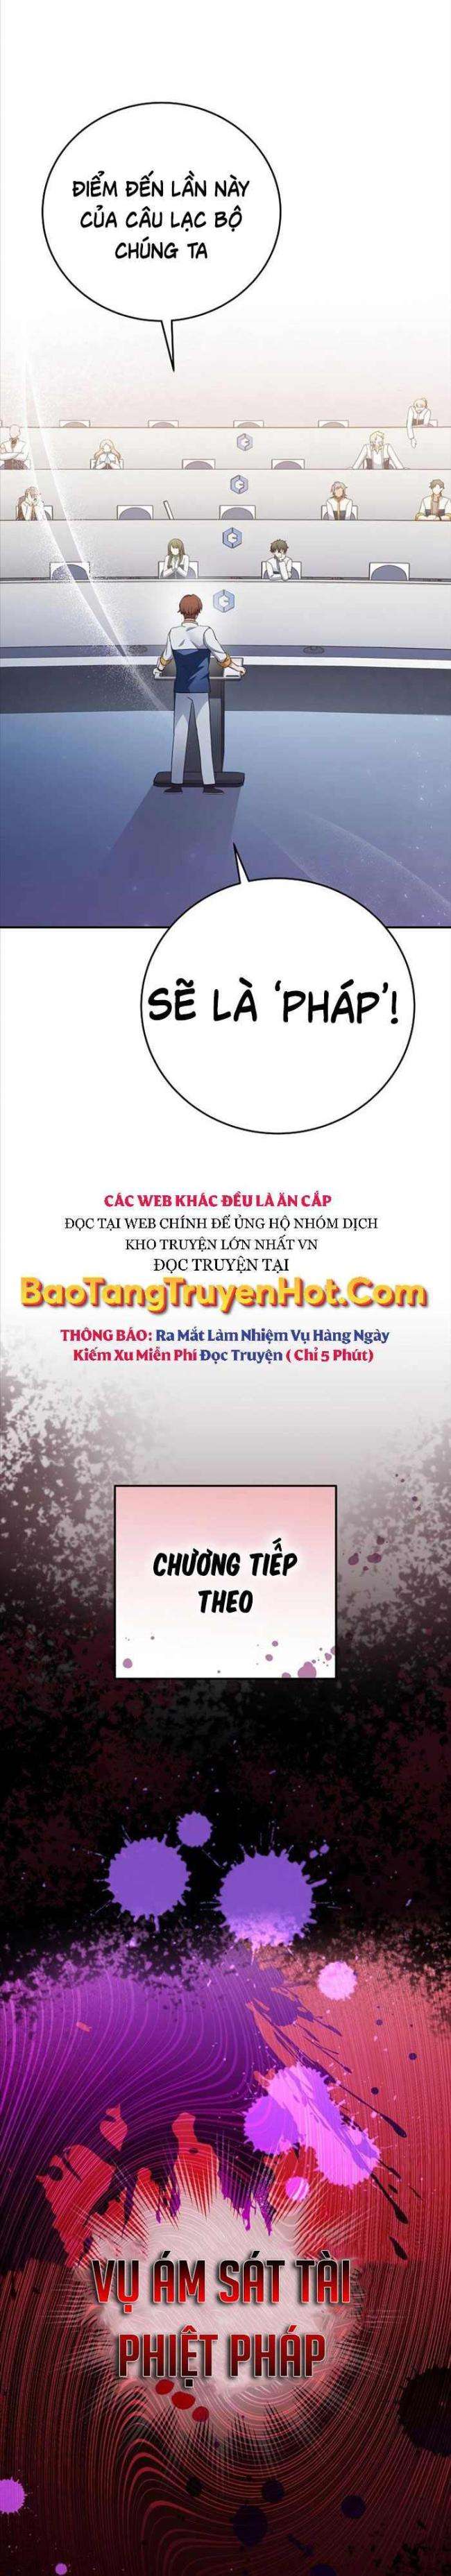 ĐIỂM ĐẾN LẦN NÀY
CỦA CÂU LẠC BỘ
CHÚNG TA
SẼ LÀ 'PHÁP'!
CÁC WEB KHÁC ĐỀU LÀ ĂN CẮP
ĐỌC TẠI WEB CHÍNH ĐỂ ỦNG HỘ NHÓM DỊCH
KHO TRUYỆN LỚN NHẤT VN
ĐỌC TRUYỆN TẠI
BaoTangTruyenHot.Com
THÔNG BÁO: Ra Mắt Làm Nhiệm Vụ Hàng Ngày
Kiếm Xu Miễn Phí Đọc Truyện ( Chỉ 5 Phút)
CHƯƠNG TIẾP
THEO
VỤ ÁM SÁT TÀI
PHIỆT PHÁP